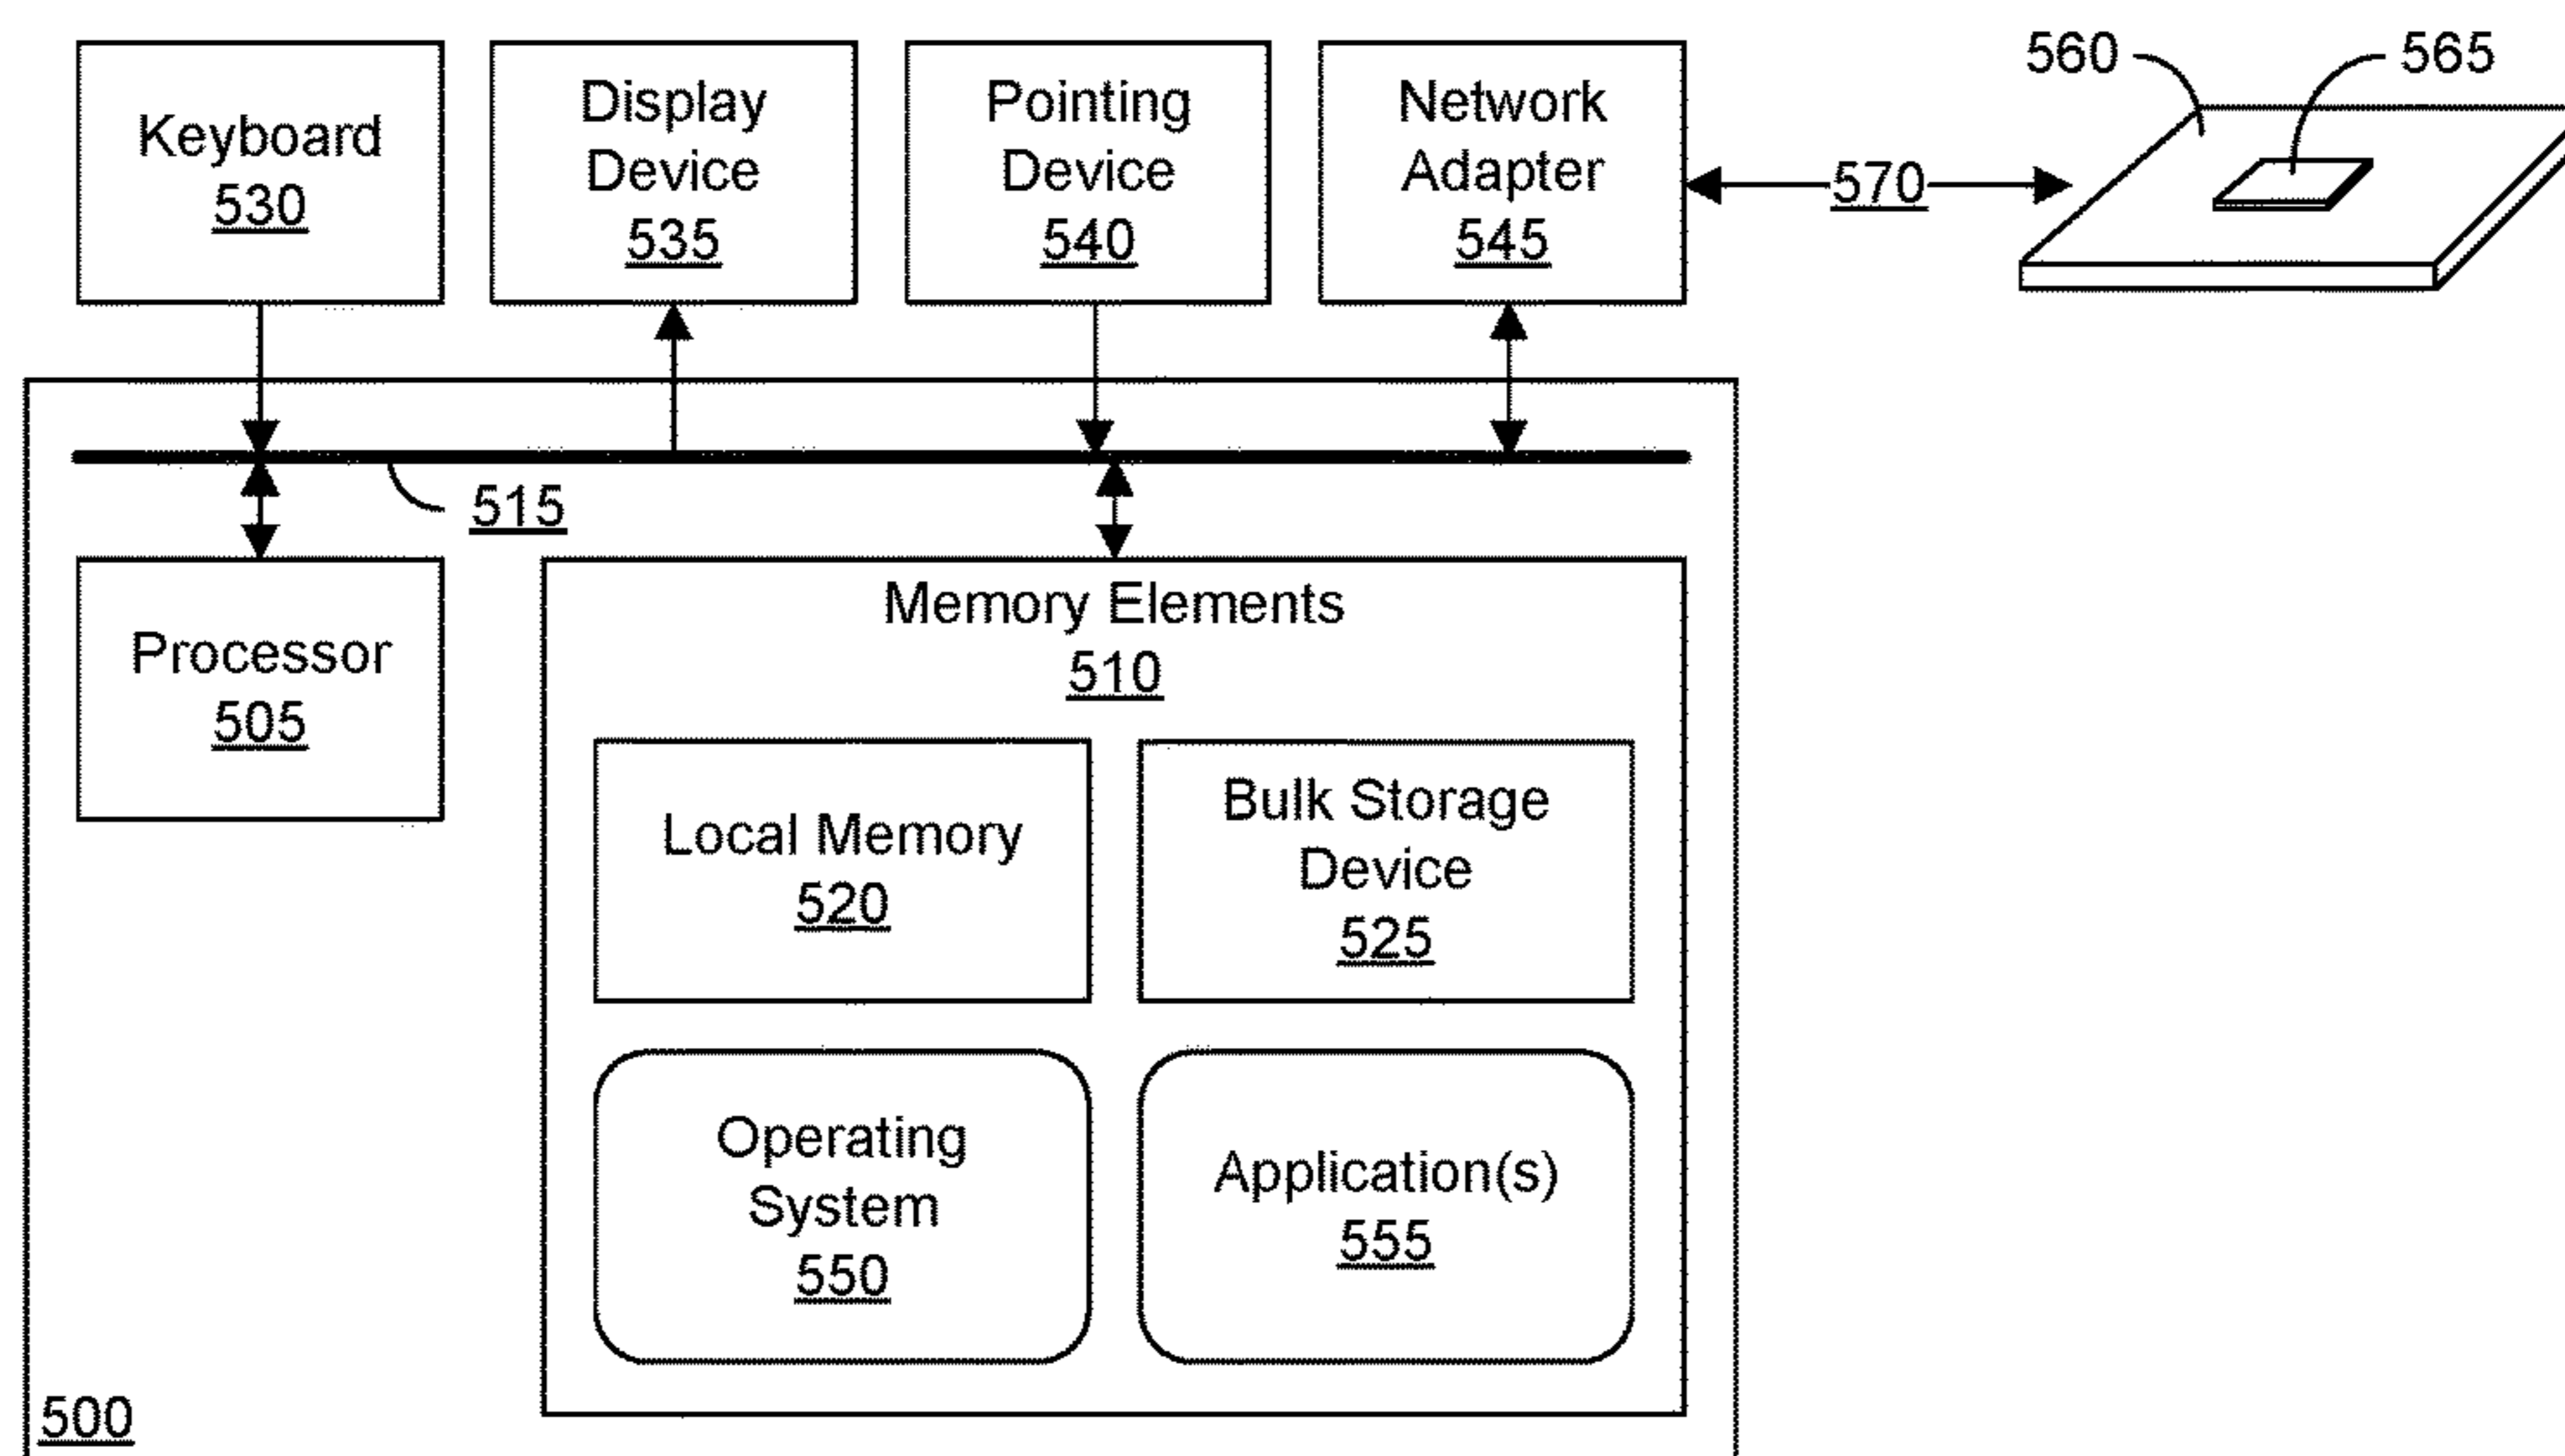 Keyboard
530
Display
Device
535
Pointing
Device
540
Network
Adapter
545
570
560
565
515
Processor
505
Memory Elements
510
Local Memory
520
Bulk Storage
Device
525
Operating
System
550
Application(s)
555
500